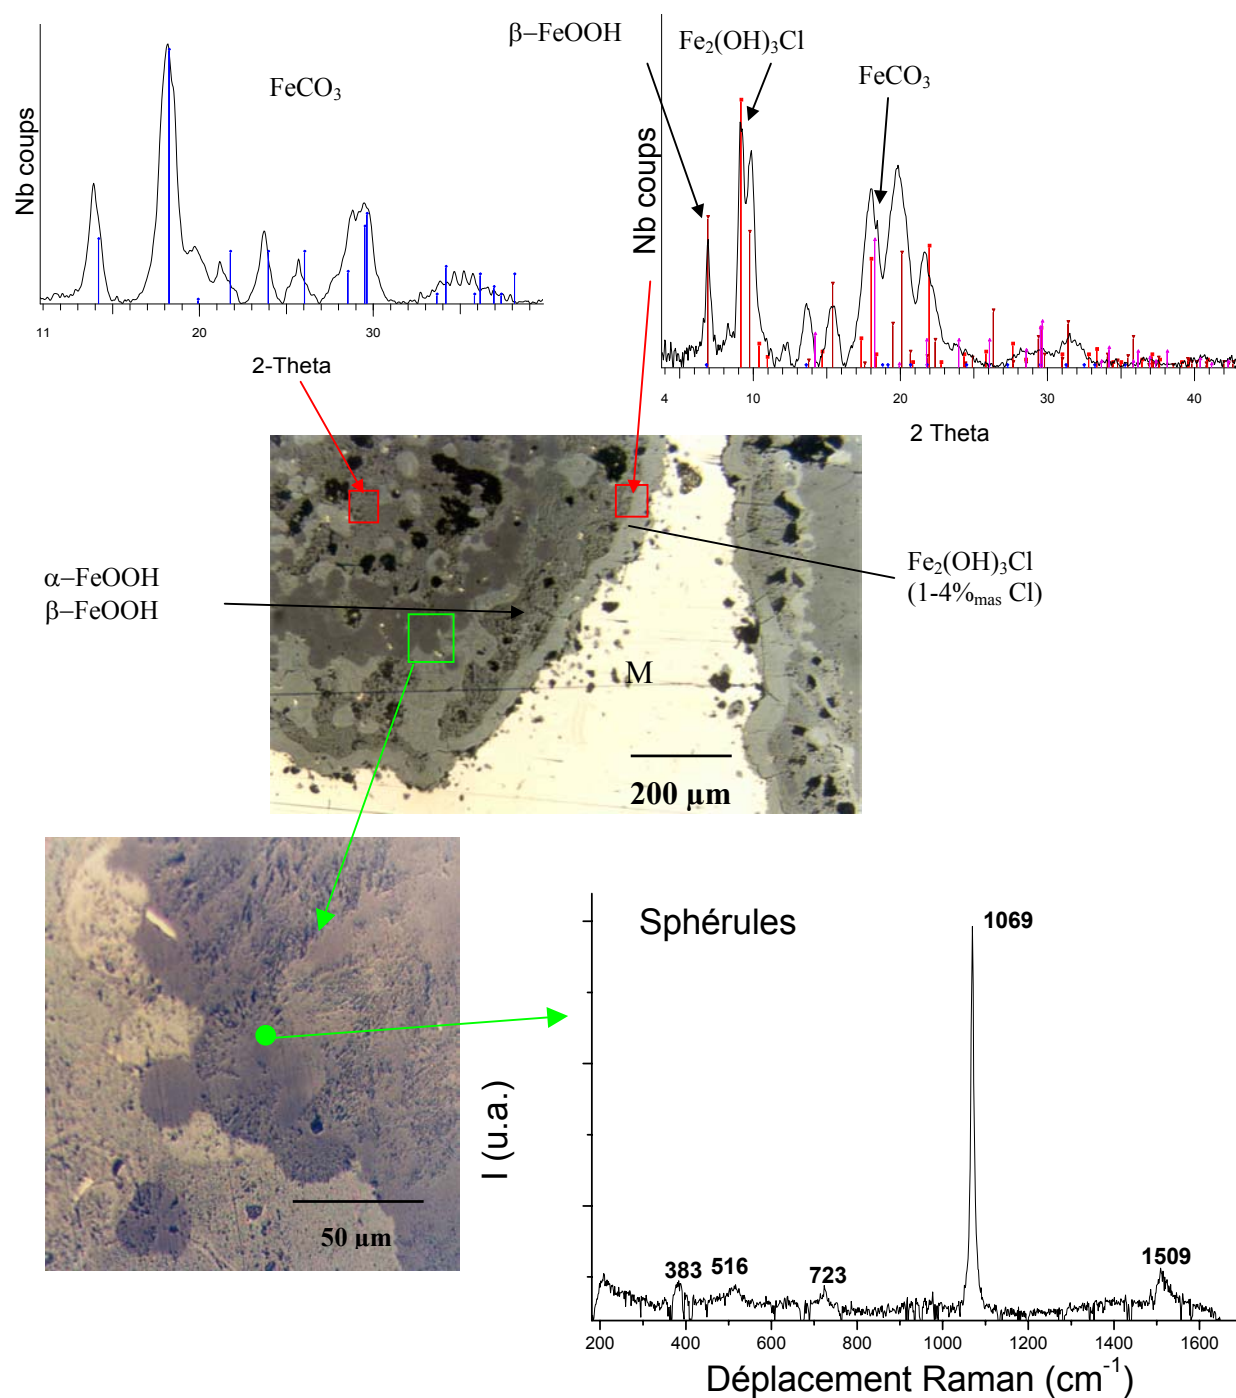 FeCO3
Nb coups
11
20
30
2-Theta
β–FeOOH
Fe2(OH)3Cl
FeCO3
Nb coups
4
10
20
30
40
2 Theta
α–FeOOH
β–FeOOH
Fe2(OH)3Cl
(1-4%mas Cl)
M
200 µm
50 µm
Sphérules
1069
383
516
723
1509
I (u.a.)
200
400
600
800
1000
1200
1400
1600
Déplacement Raman (cm-1)